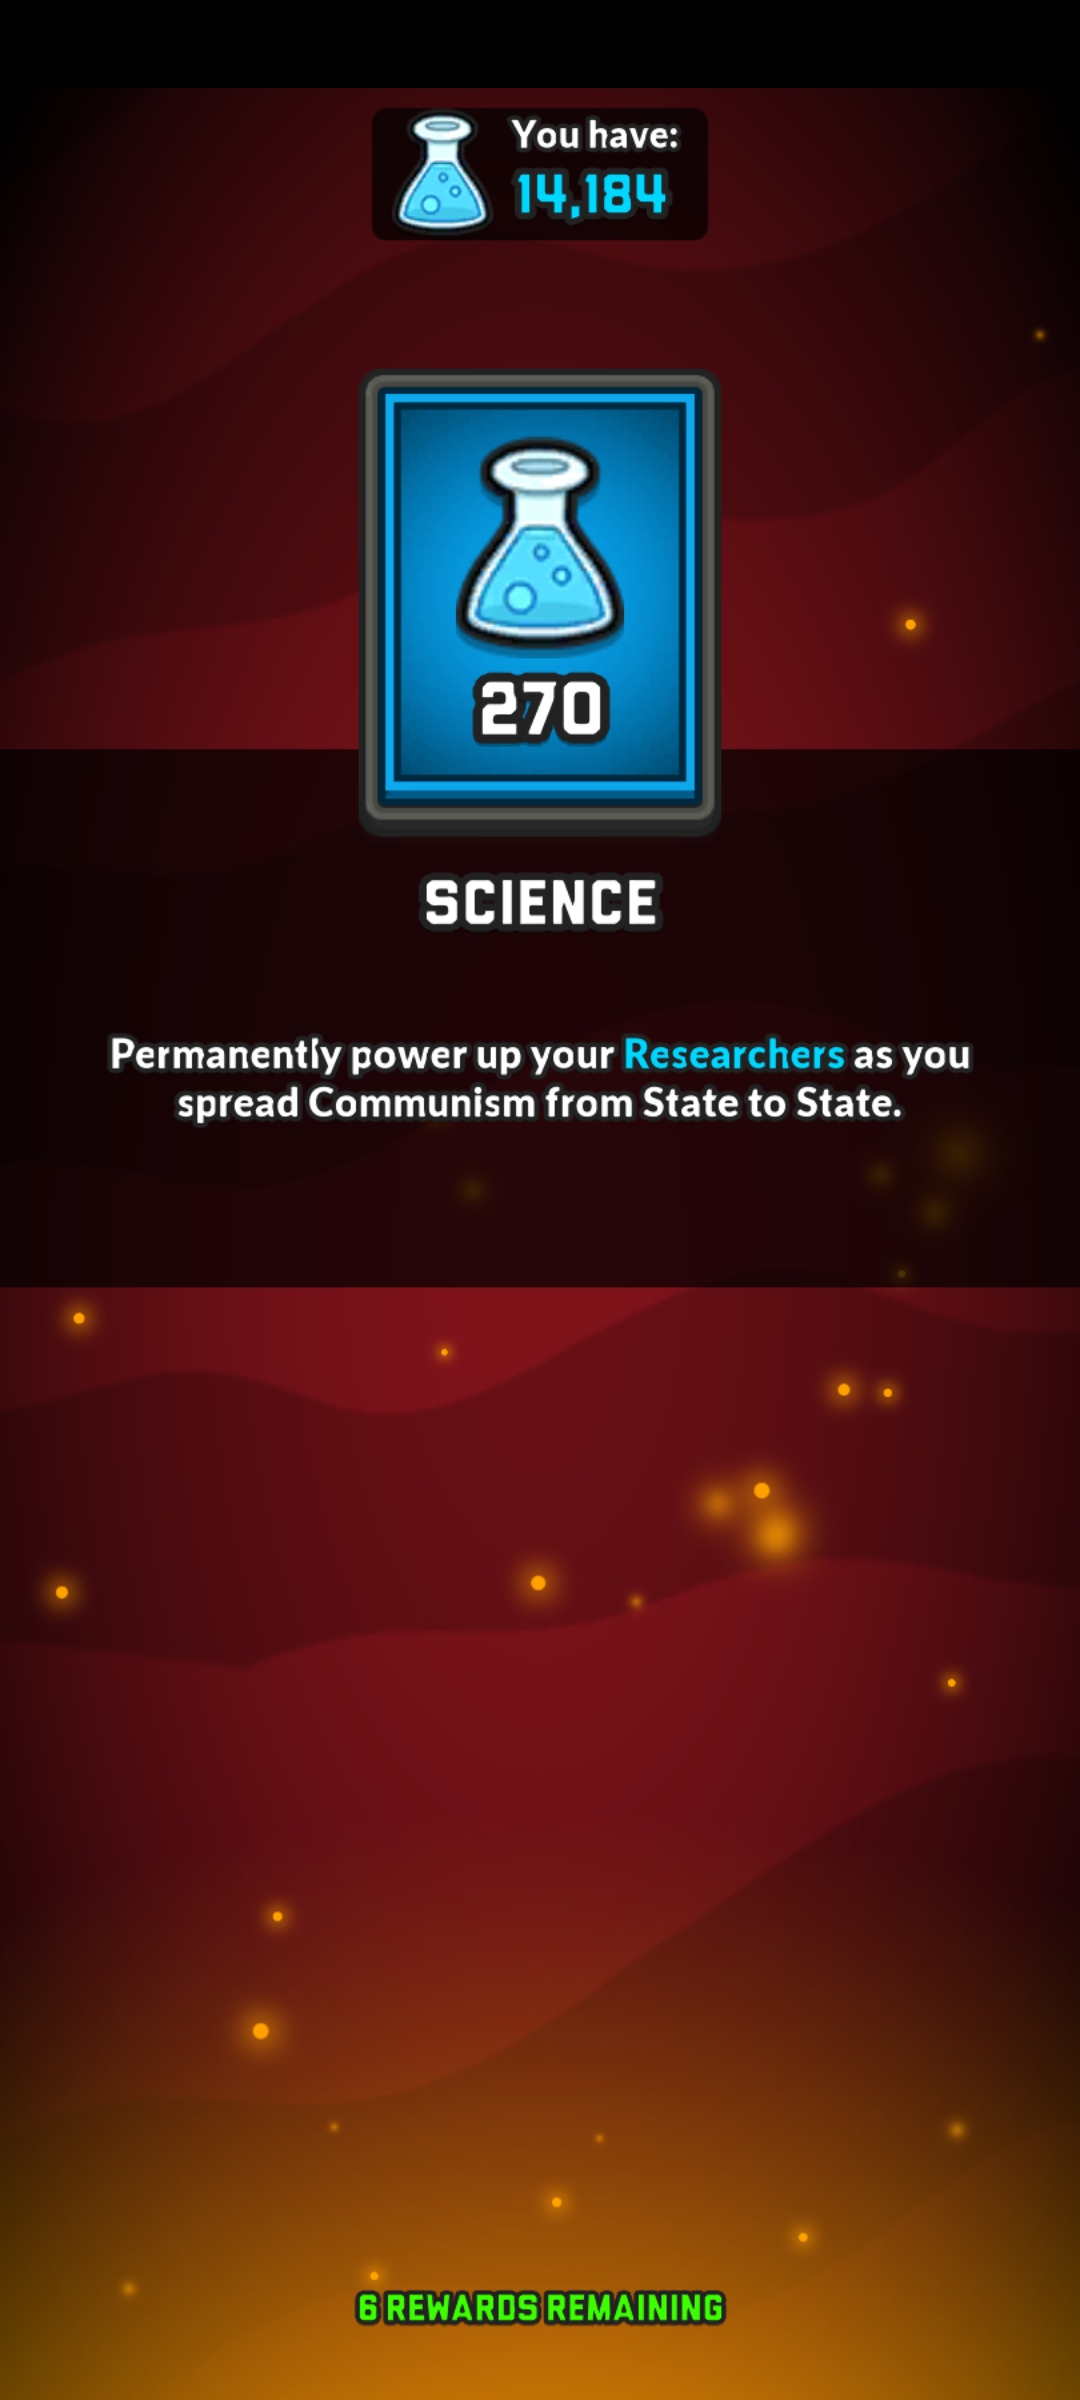 You have:
14,184
270
SCIENCE
Permanently power up your Researchers as you
spread Communism from State to State.
6 REWARDS REMAINING